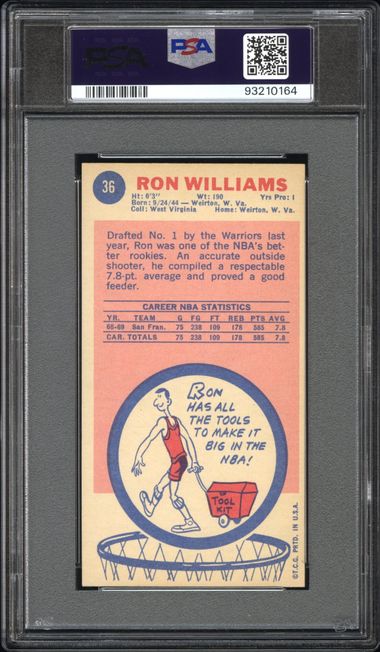 PSA
PSA
93210164
36
RON WILLIAMS
Ht: 6'3" Wt: 190 Yrs Pro: 1
Born: 9/24/44 — Weirton, W. Va.
Coll: West Virginia Home: Weirton, W. Va.
Drafted No. 1 by the Warriors last
year, Ron was one of the NBA's bet-
ter rookies. An accurate outside
shooter, he compiled a respectable
7.8-pt. average and proved a good
feeder.
CAREER NBA STATISTICS
YR. TEAM G FG FT REB PTS AVG
68-69 San Fran. 75 238 109 178 585 7.8
CAR. TOTALS 75 238 109 178 585 7.8
RON
HAS ALL
THE TOOLS
TO MAKE IT
BIG IN THE
NBA!
TOOL
KIT
©T.C.G. PRTD. IN U.S.A.